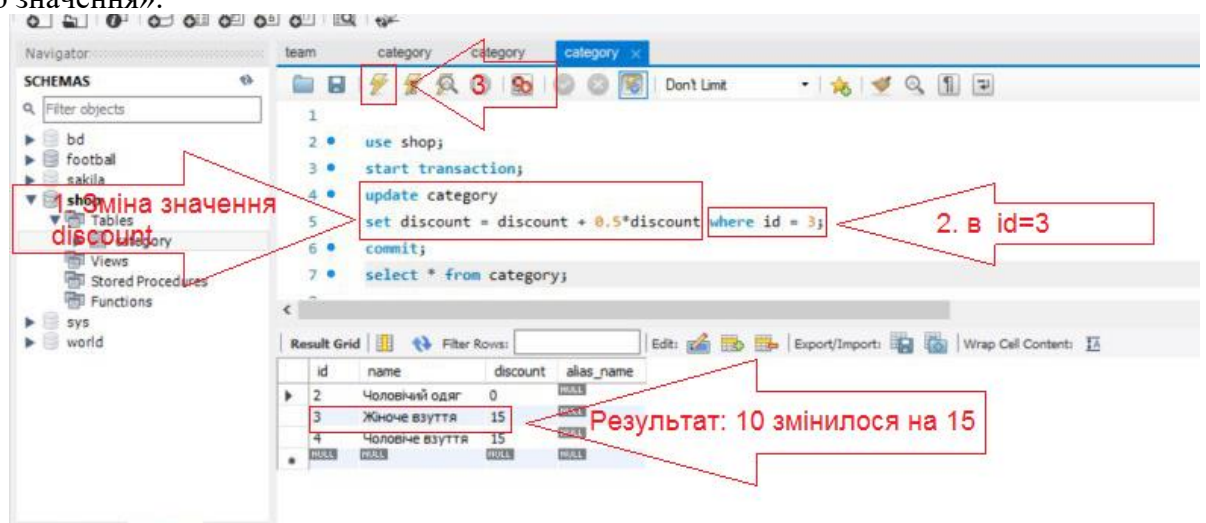 значення».
Navigator
team category category category ×
SCHEMAS
3
Don't Limit
Filter objects
1
bd
2 use shop;
football
3 start transaction;
sakila
4 update category
shop
1. Зміна значення discount
Tables
5 set discount = discount + 0.5*discount where id = 3;
2. в id=3
category
6 commit;
Views
7 select * from category;
Stored Procedures
Functions
sys
world
Result Grid Filter Rows: Edit: Export/Import: Wrap Cell Content:
id name discount alias_name
2 Чоловічий одяг 0 NULL
3 Жіноче взуття 15 NULL
Результат: 10 змінилося на 15
4 Чоловіче взуття 15 NULL
NULL NULL NULL NULL